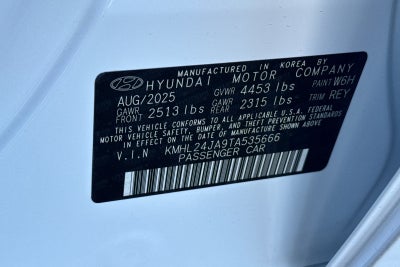 MANUFACTURED IN KOREA BY
HYUNDAI MOTOR COMPANY
AUG/2025 GVWR 4453 lbs PAINT W6H
GAWR FRONT 2513 lbs GAWR REAR 2315 lbs TRIM REY
THIS VEHICLE CONFORMS TO ALL APPLICABLE U.S.A. FEDERAL
MOTOR VEHICLE SAFETY, BUMPER, AND THEFT PREVENTION STANDARDS
IN EFFECT ON THE DATE OF MANUFACTURE SHOWN ABOVE.
V.I.N KMHL24JA9TA535666
PASSENGER CAR